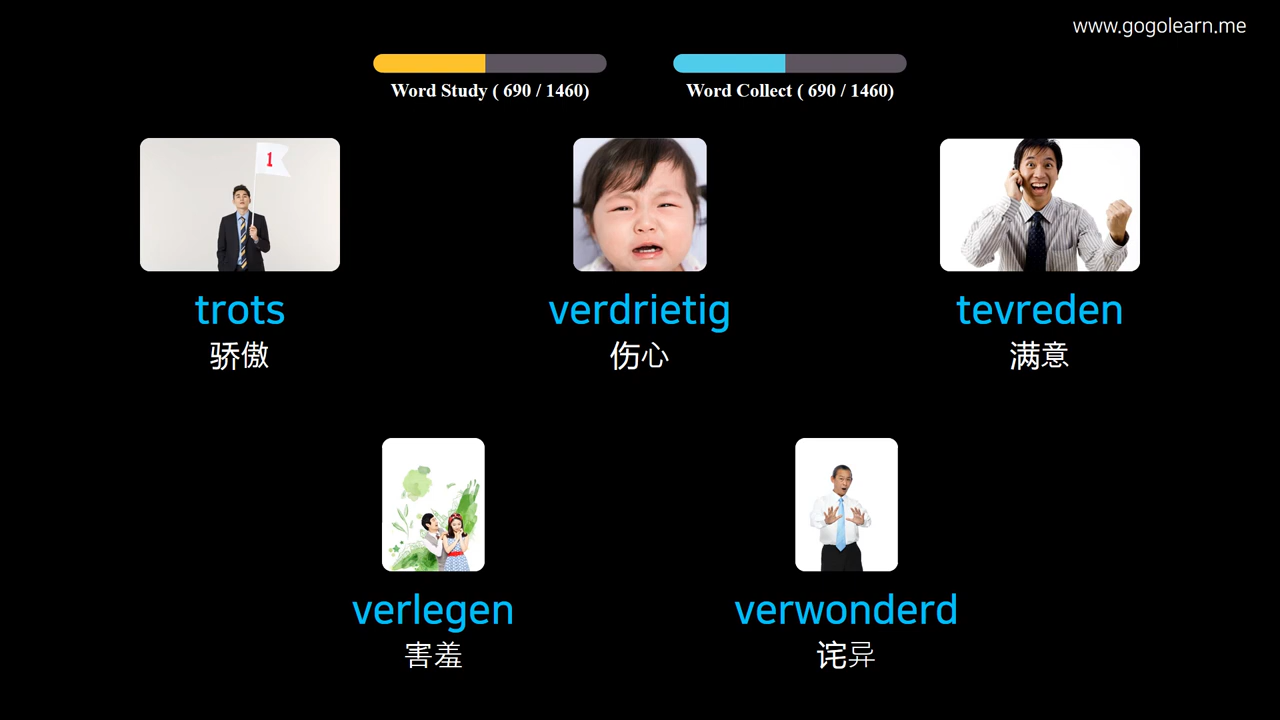 www.gogolearn.me
Word Study ( 690 / 1460)
Word Collect ( 690 / 1460)
1
trots
骄傲
verdrietig
伤心
tevreden
满意
verlegen
害羞
verwonderd
诧异